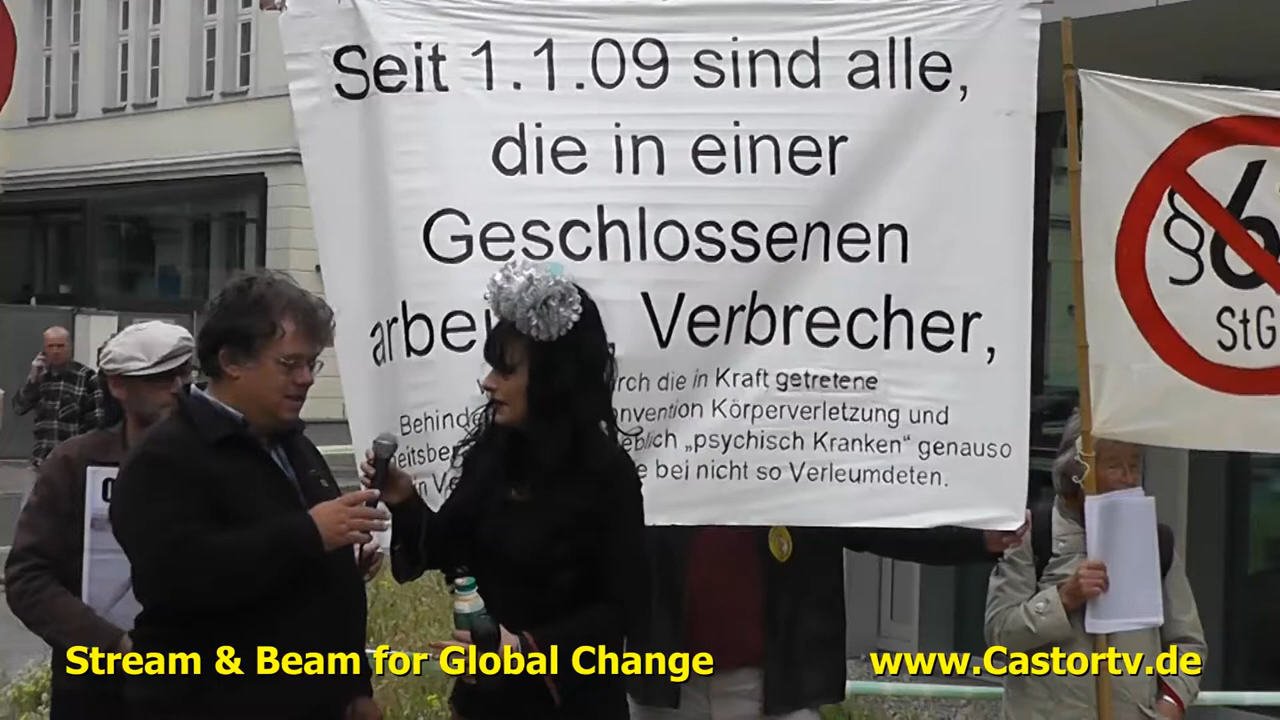 Seit 1.1.09 sind alle,
die in einer
Geschlossenen
Verbrecher,
die in Kraft getretene
Körperverletzung und
„psychisch Kranken“ genauso
bei nicht so Verleumdeten.
§
StG
Stream & Beam for Global Change
www.Castortv.de